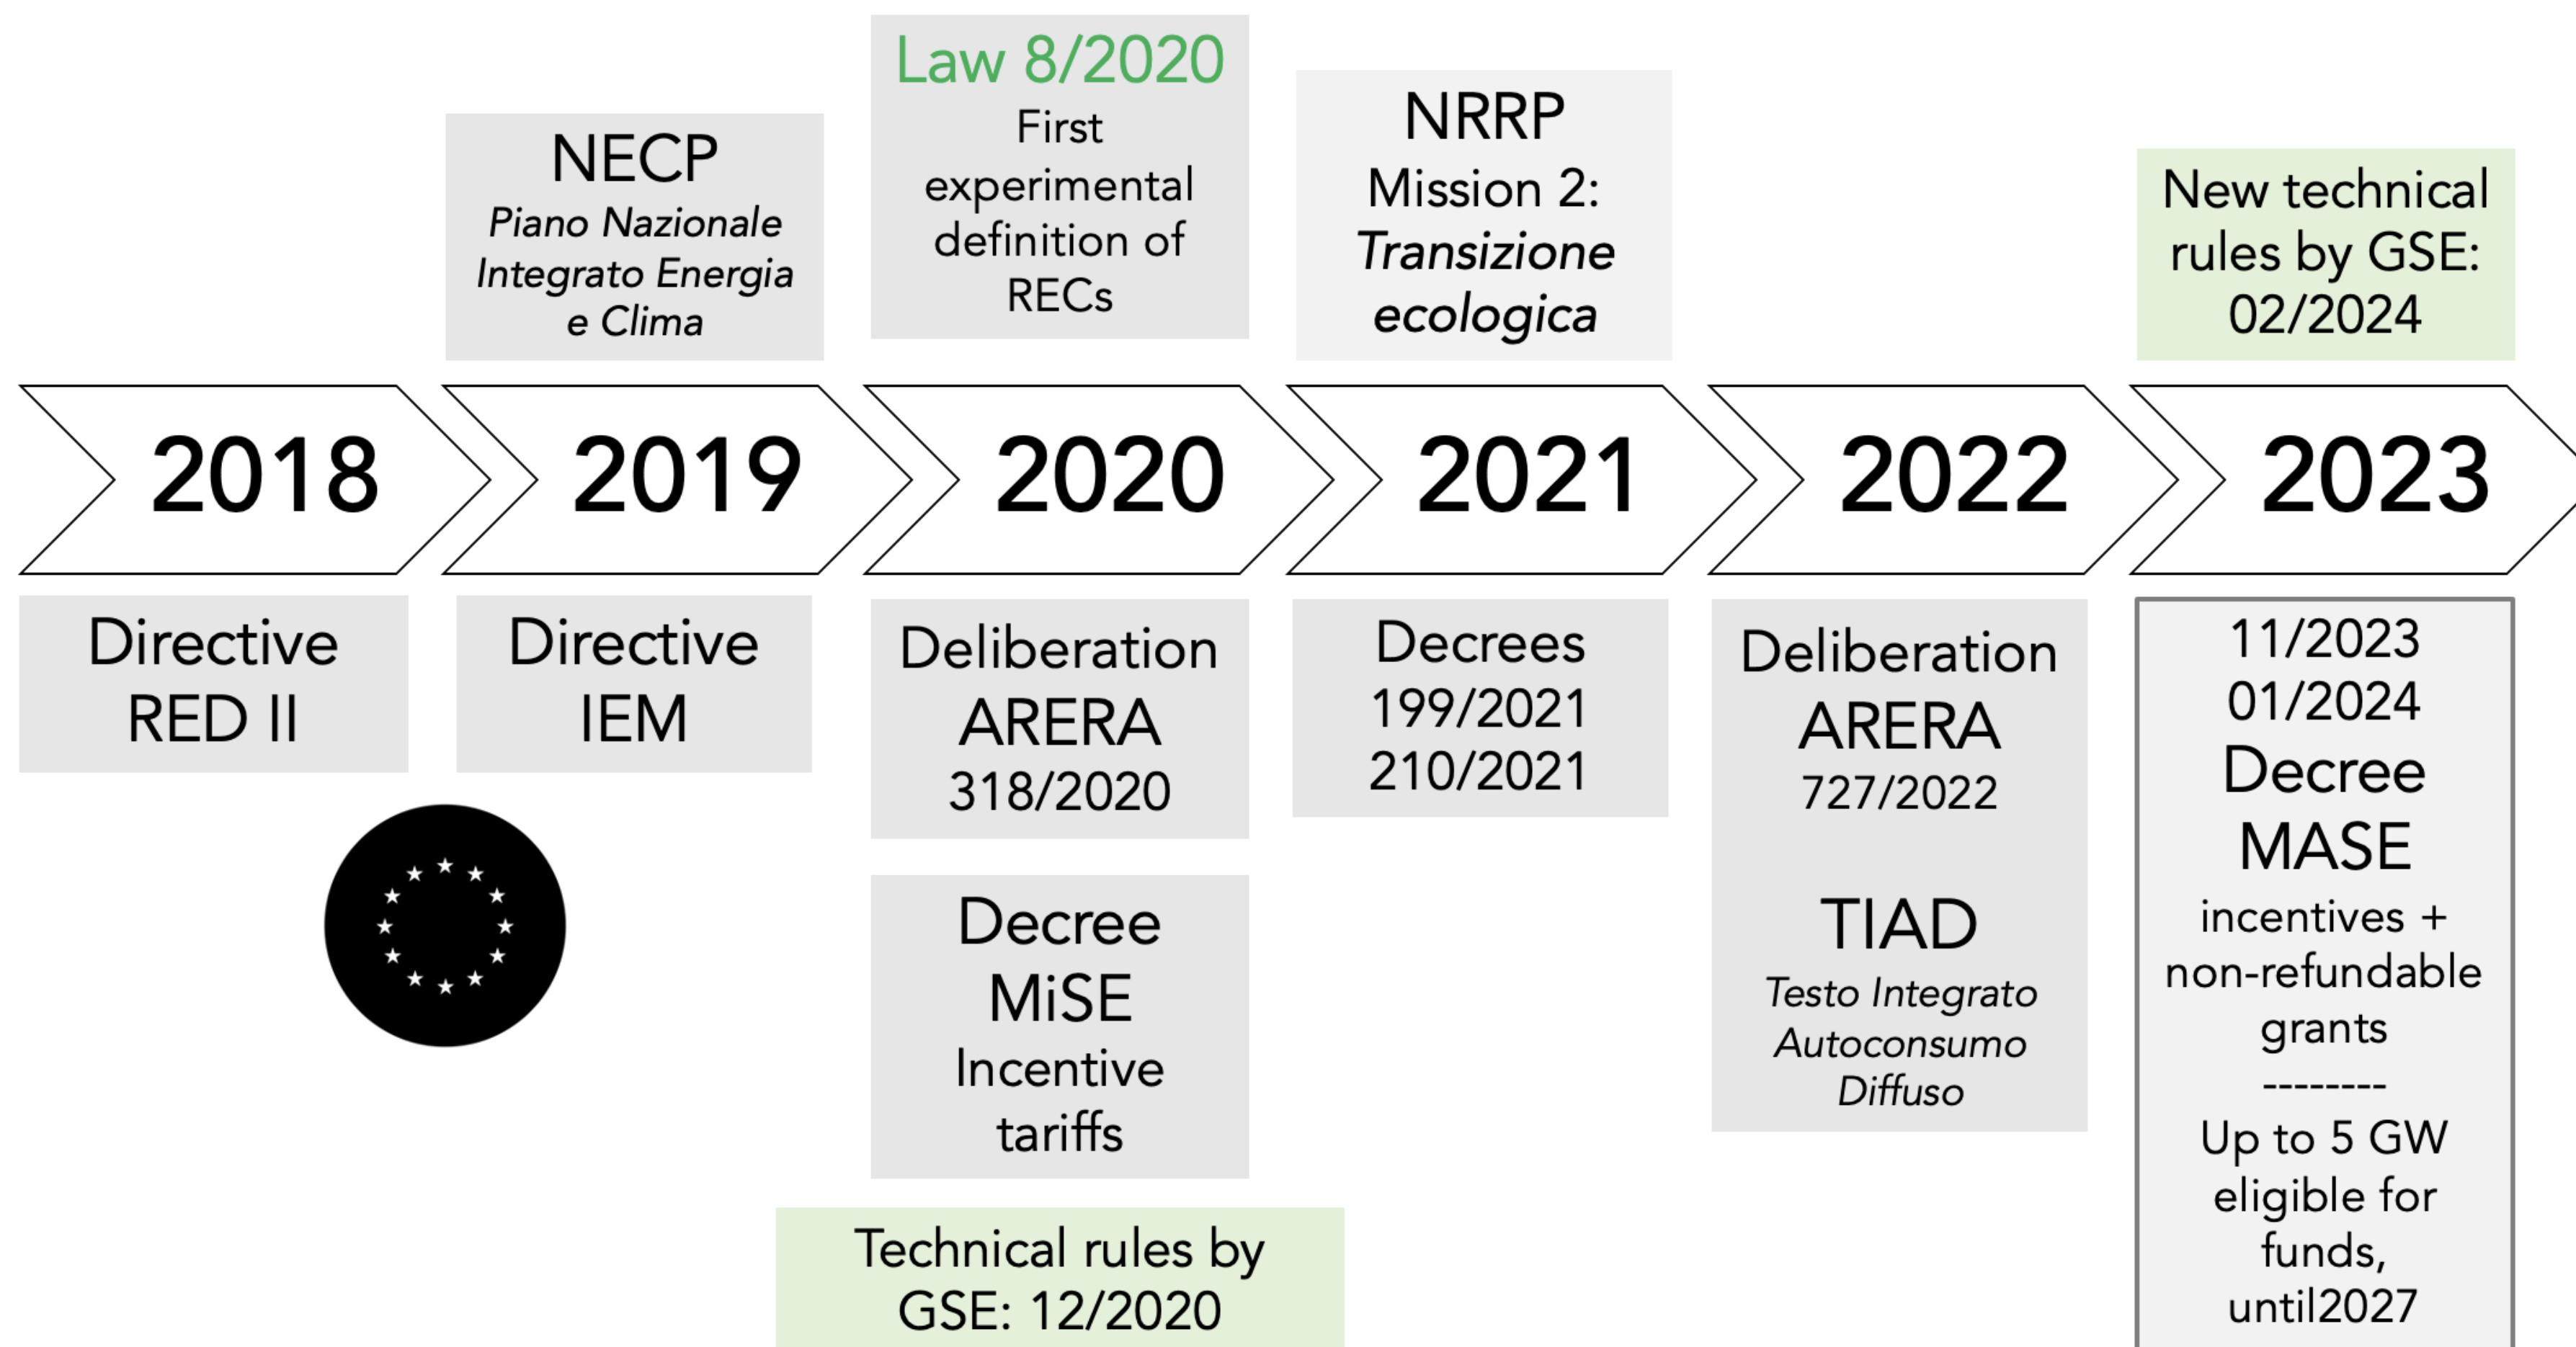 Law 8/2020
First
experimental
definition of
RECs
NECP
Piano Nazionale
Integrato Energia
e Clima
NRRP
Mission 2:
Transizione
ecologica
New technical
rules by GSE:
02/2024
2018
2019
2020
2021
2022
2023
Directive
RED II
Directive
IEM
Deliberation
ARERA
318/2020
Decree
MiSE
Incentive
tariffs
Technical rules by
GSE: 12/2020
Decrees
199/2021
210/2021
Deliberation
ARERA
727/2022
TIAD
Testo Integrato
Autoconsumo
Diffuso
11/2023
01/2024
Decree
MASE
incentives +
non-refundable
grants
--------
Up to 5 GW
eligible for
funds,
until2027